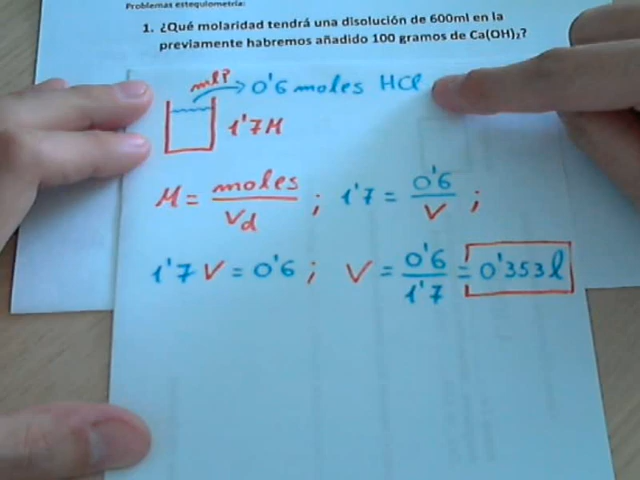 Problemas estequiometría:
1. ¿Qué molaridad tendrá una disolución de 600ml en la
previamente habremos añadido 100 gramos de Ca(OH)₂?
ml?
0'6 moles HCl
1'7M
M = moles / Vd ; 1'7 = 0'6 / V ;
1'7 V = 0'6 ; V = 0'6 / 1'7 = 0'353 l